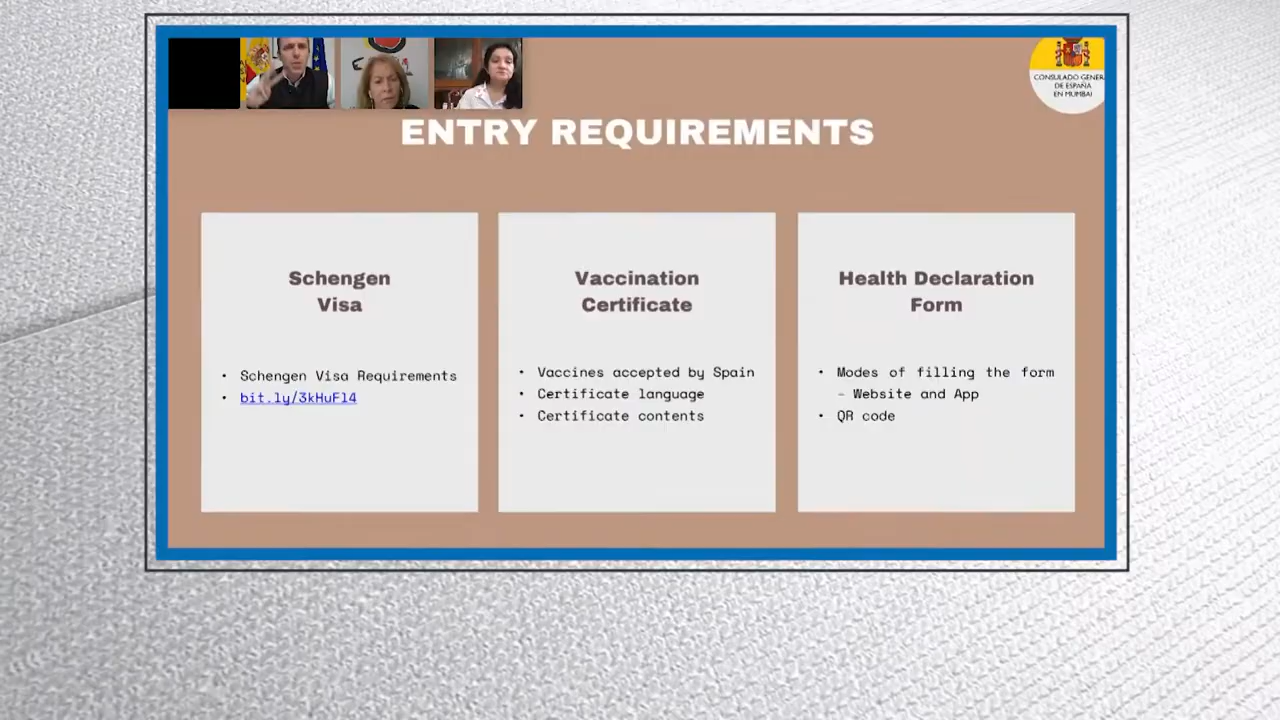 CONSULADO GENER
DE ESPAÑA
EN MUMBAI
ENTRY REQUIREMENTS
Schengen
Visa
• Schengen Visa Requirements
• bit.ly/3kHuFl4
Vaccination
Certificate
• Vaccines accepted by Spain
• Certificate language
• Certificate contents
Health Declaration
Form
• Modes of filling the form
– Website and App
• QR code